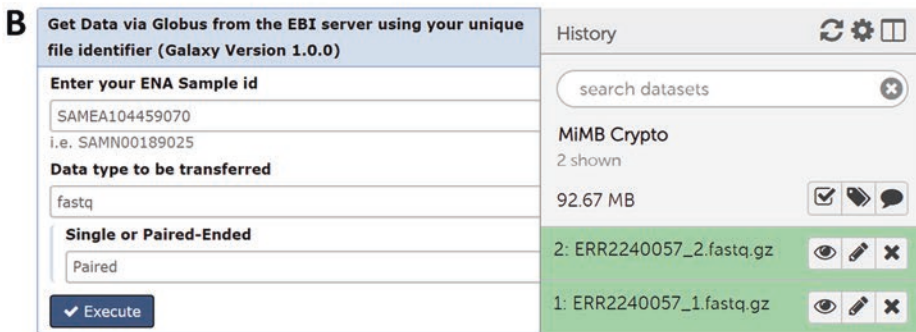 B
Get Data via Globus from the EBI server using your unique
file identifier (Galaxy Version 1.0.0)
Enter your ENA Sample id
SAMEA104459070
i.e. SAMN00189025
Data type to be transferred
fastq
Single or Paired-Ended
Paired
Execute
History
search datasets
MiMB Crypto
2 shown
92.67 MB
2: ERR2240057_2.fastq.gz
1: ERR2240057_1.fastq.gz